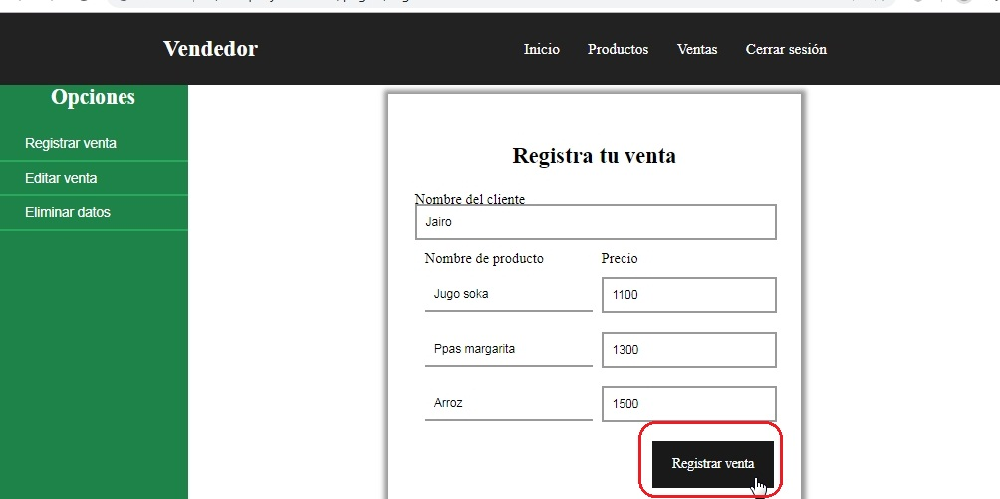 Vendedor
Inicio Productos Ventas Cerrar sesión
Opciones
Registrar venta
Editar venta
Eliminar datos
Registra tu venta
Nombre del cliente
Jairo
Nombre de producto Precio
Jugo soka 1100
Ppas margarita 1300
Arroz 1500
Registrar venta